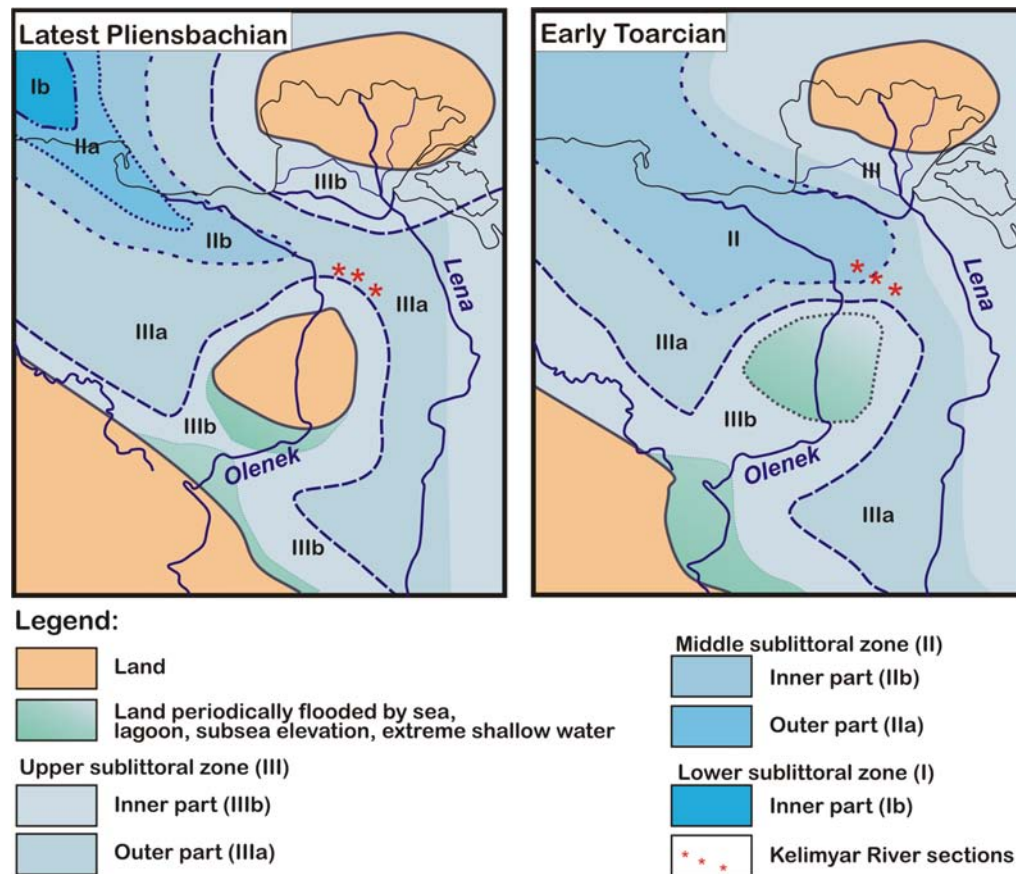 Latest Pliensbachian
Ib
IIa
IIb
IIIb
IIIa
IIIa
IIIb
IIIb
Lena
Olenek
Early Toarcian
III
II
IIIa
IIIb
IIIa
Lena
Olenek
Legend:
Land
Land periodically flooded by sea,
lagoon, subsea elevation, extreme shallow water
Upper sublittoral zone (III)
Inner part (IIIb)
Outer part (IIIa)
Middle sublittoral zone (II)
Inner part (IIb)
Outer part (IIa)
Lower sublittoral zone (I)
Inner part (Ib)
Kelimyar River sections